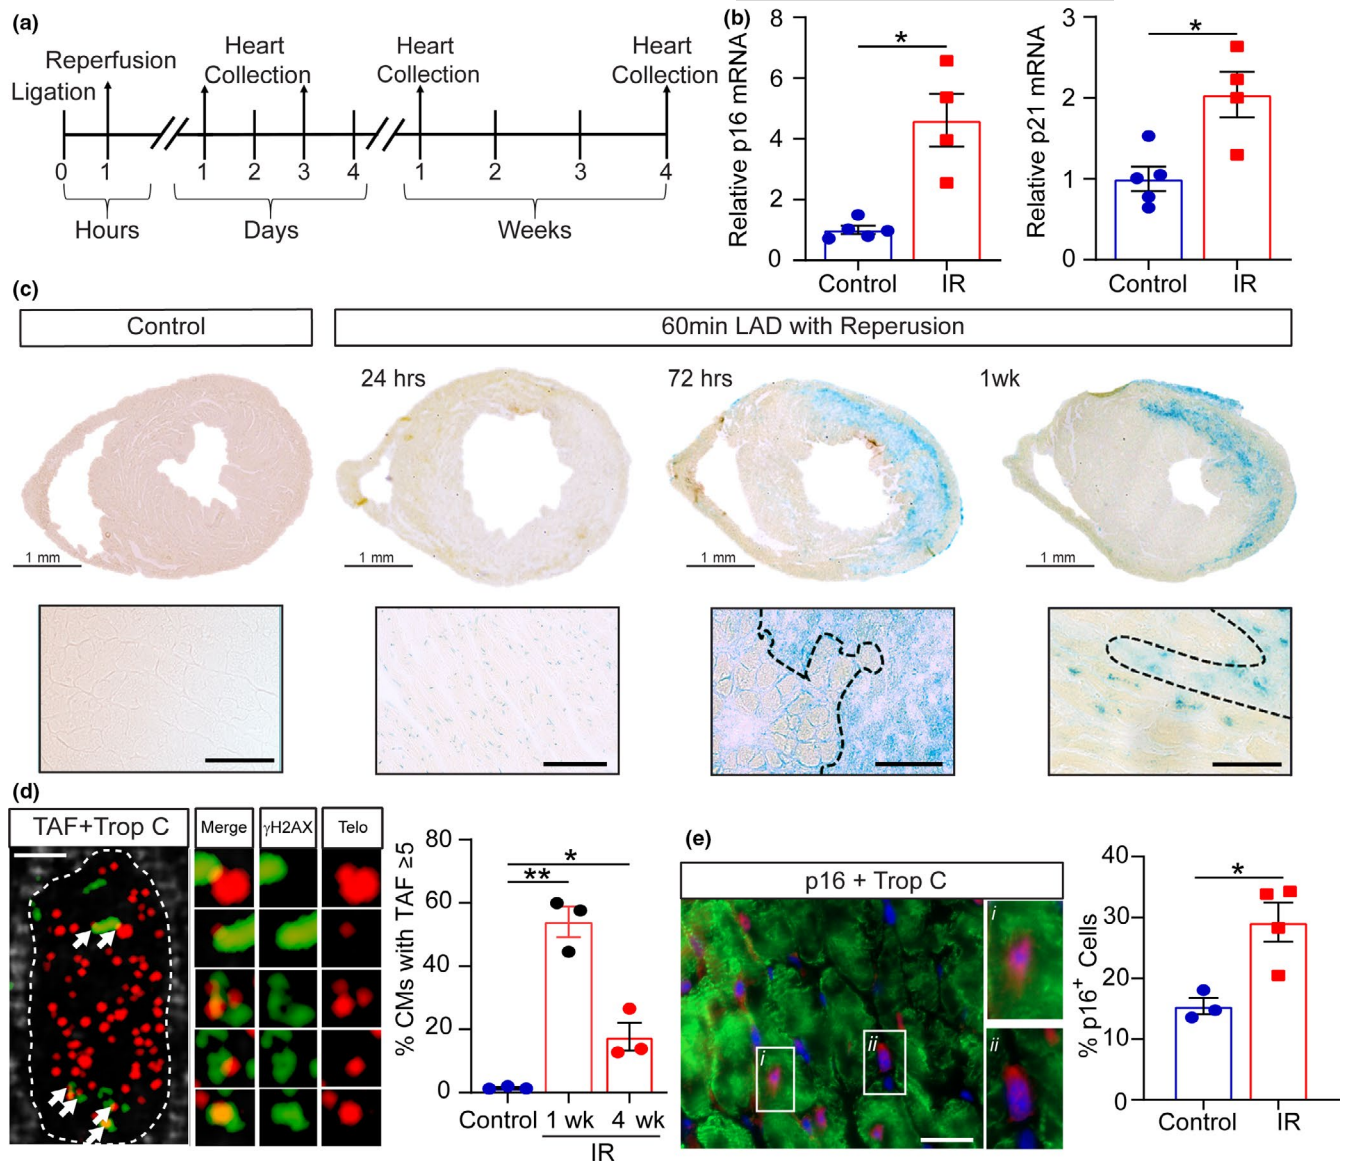 (a)
Ligation
Reperfusion
Heart
Collection
Heart
Collection
Heart
Collection
0 1 1 2 3 4 1 2 3 4
Hours Days Weeks
(b)
Relative p16 mRNA
8
6
4
2
0
*
Control IR
Relative p21 mRNA
3
2
1
0
*
Control IR
(c)
Control
60min LAD with Reperusion
24 hrs
72 hrs
1wk
1 mm
1 mm
1 mm
1 mm
(d)
TAF+Trop C
Merge
γH2AX
Telo
% CMs with TAF ≥5
80
60
40
20
0
*
**
Control 1 wk 4 wk
IR
(e)
p16 + Trop C
i
ii
i
ii
% p16+ Cells
40
30
20
10
0
*
Control IR